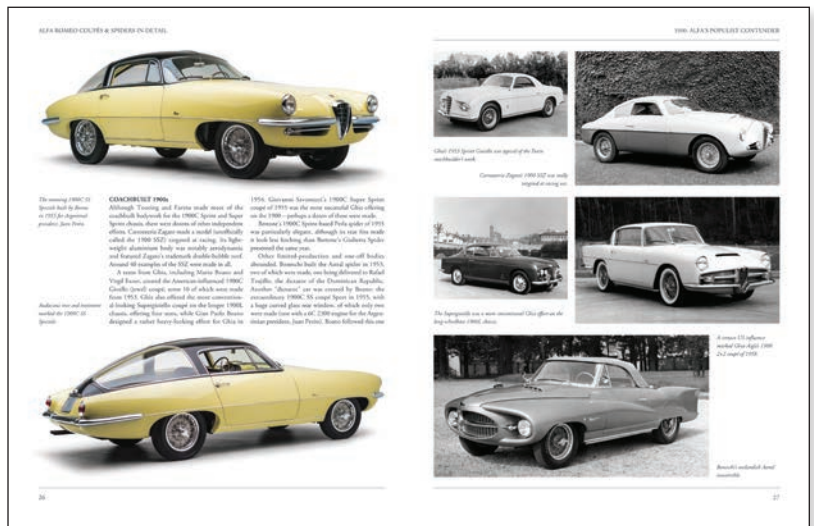 ALFA ROMEO COUPÉS & SPIDERS IN DETAIL
The stunning 1900C SS
Speciale built by Boano
in 1955 for Argentinal
president, Juan Perón.
Audacious rear-end treatment
marked the 1900C SS
Speciale.
COACHBUILT 1900s
Although Touring and Farina made most of the
coachbuilt bodywork for the 1900C Sprint and Super
Sprint chassis, there were dozens of other independent
efforts. Carrozzeria Zagato made a model (unofficially
called the 1900 SSZ) targeted at racing. Its light-
weight aluminium body was notably aerodynamic
and featured Zagato's trademark double-bubble roof.
Around 40 examples of the SSZ were made in all.
A team from Ghia, including Mario Boano and
Virgil Exner, created the American-influenced 1900C
Gioello (jewel) coupé, some 10 of which were made
from 1953. Ghia also offered the more convention-
al-looking Supergioiello coupé on the longer 1900L
chassis, offering four seats, while Gian Paolo Boano
designed a rather heavy-looking effort for Ghia in
1954. Giovanni Savonuzzi's 1900C Super Sprint
coupé of 1955 was the most successful Ghia offering
on the 1900 – perhaps a dozen of these were made.
Bertone's 1900C Sprint-based Perla spider of 1955
was particularly elegant, although its rear fins made
it look less fetching than Bertone's Giulietta Spider
presented the same year.
Other limited-production and one-off bodies
abounded. Boneschi built the Astral spider in 1953,
two of which were made, one being delivered to Rafael
Trujillo, the dictator of the Dominican Republic.
Another "dictator" car was created by Boano: the
extraordinary 1900C SS coupé Sport in 1955, with
a huge curved glass rear window, of which only two
were made (one with a 6C 2500 engine for the Argen-
tinian president, Juan Perón). Boano followed this one
26
1900: ALFA'S POPULIST CONTENDER
Ghia's 1953 Sprint Gioello was typical of the Turin
coachbuilder's work.
Carrozzeria Zagato's 1900 SSZ was really
targeted at racing use.
The Supergioiello was a more conventional Ghia effort on the
long-wheelbase 1900L chassis.
A certain US influence
marked Ghia-Aigle's 1900
2+2 coupé of 1958.
Boneschi's outlandish Astral
convertible.
27